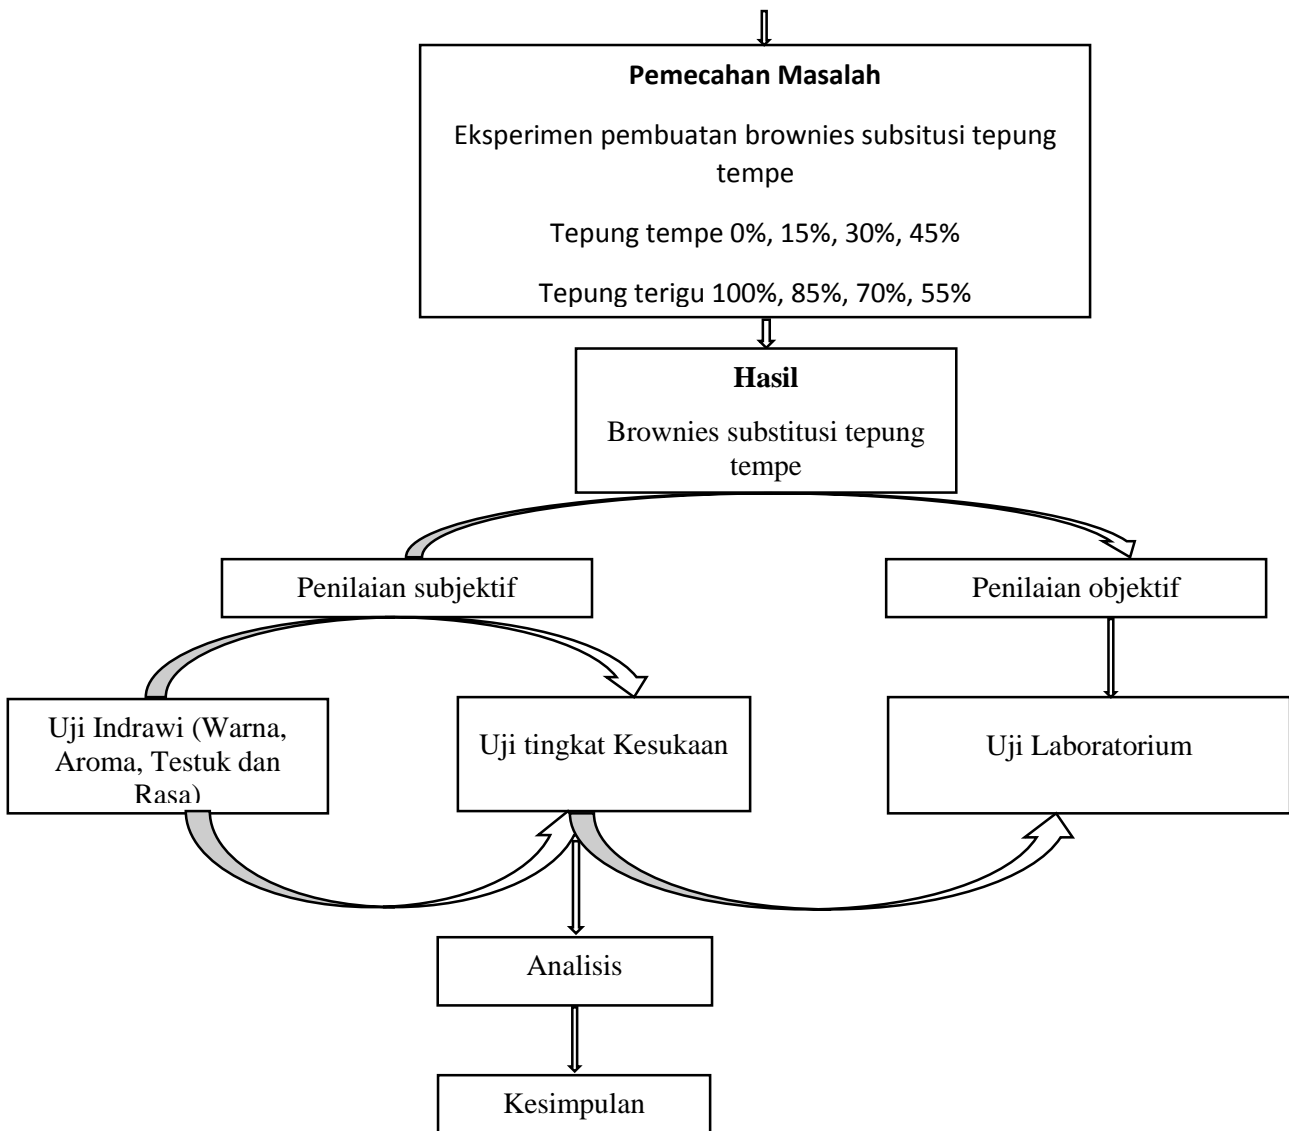 Pemecahan Masalah
Eksperimen pembuatan brownies subsitusi tepung
tempe
Tepung tempe 0%, 15%, 30%, 45%
Tepung terigu 100%, 85%, 70%, 55%
Hasil
Brownies substitusi tepung
tempe
Penilaian subjektif
Penilaian objektif
Uji Indrawi (Warna,
Aroma, Testuk dan
Rasa)
Uji tingkat Kesukaan
Uji Laboratorium
Analisis
Kesimpulan